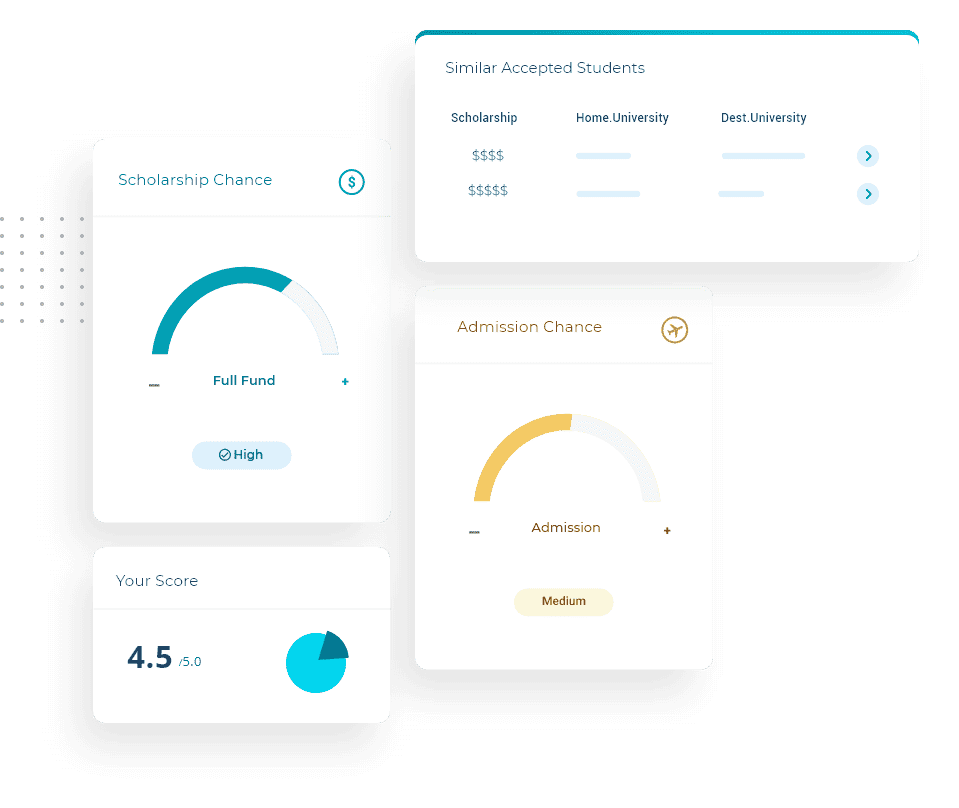 Similar Accepted Students
Scholarship Home.University Dest.University
$$$$
$$$$$
Scholarship Chance $
– Full Fund +
High
Admission Chance
– Admission +
Medium
Your Score
4.5 /5.0